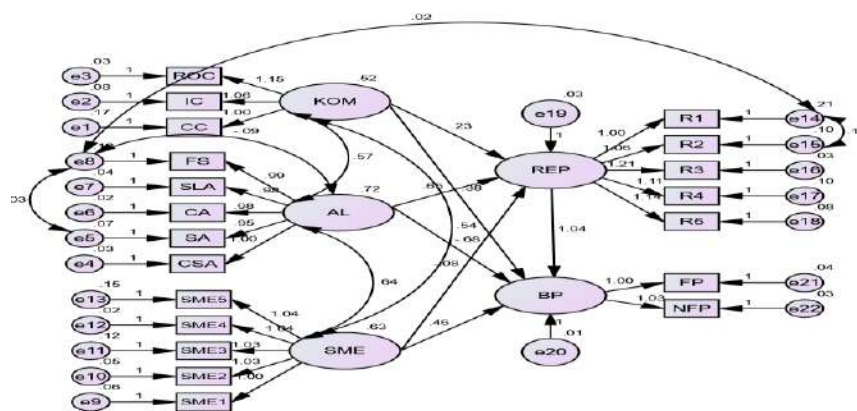 .02
.03
e3
1
ROC
.08
e2
1
IC
.17
e1
1
CC
1.15
1.06
1.00
.52
KOM
-.09
e8
1
FS
.04
e7
1
SLA
.02
e6
1
CA
.07
e5
1
SA
.03
e4
1
CSA
.03
.99
.98
.95
1.00
.57
.72
AL
.15
e13
1
SME5
.02
e12
1
SME4
.12
e11
1
SME3
.05
e10
1
SME2
.06
e9
1
SME1
1.04
1.04
1.03
1.03
1.00
.64
.63
SME
.23
.38
.54
-.08
.46
.03
e19
1
REP
1.04
BP
.01
e20
1.00
1.06
1.21
1.11
1.14
R1
1
e14
.21
R2
1
e15
.10
R3
1
e16
.03
R4
1
e17
.10
R5
1
e18
.08
1.00
1.03
FP
1
e21
.04
NFP
1
e22
.03